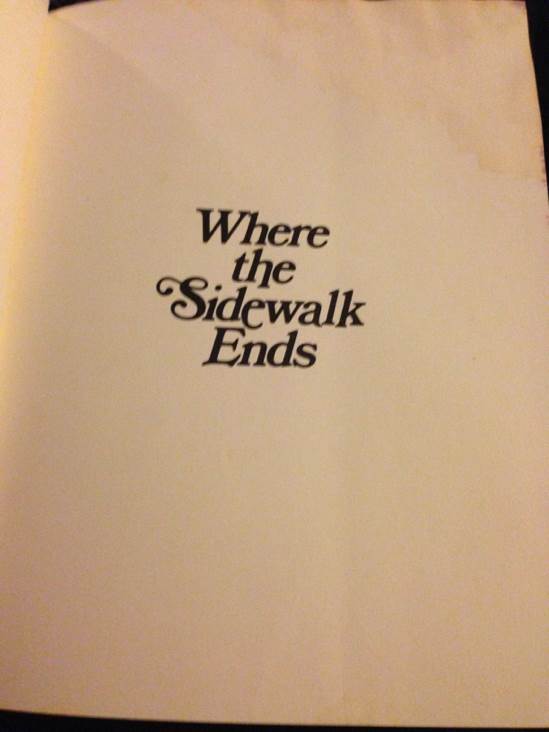 Where
the
Sidewalk
Ends